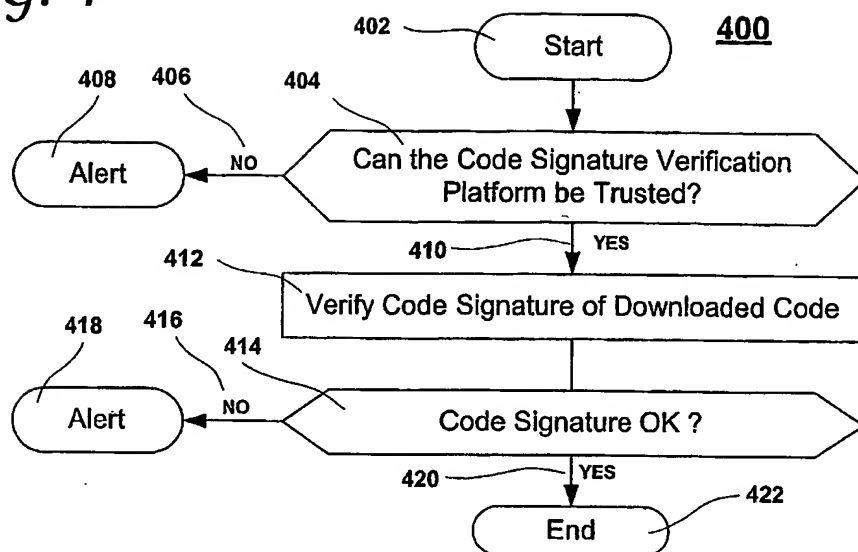 402
Start
400
406
404
408
NO
Alert
Can the Code Signature Verification
Platform be Trusted?
410
YES
412
Verify Code Signature of Downloaded Code
416
418
414
NO
Alert
Code Signature OK ?
420
YES
422
End